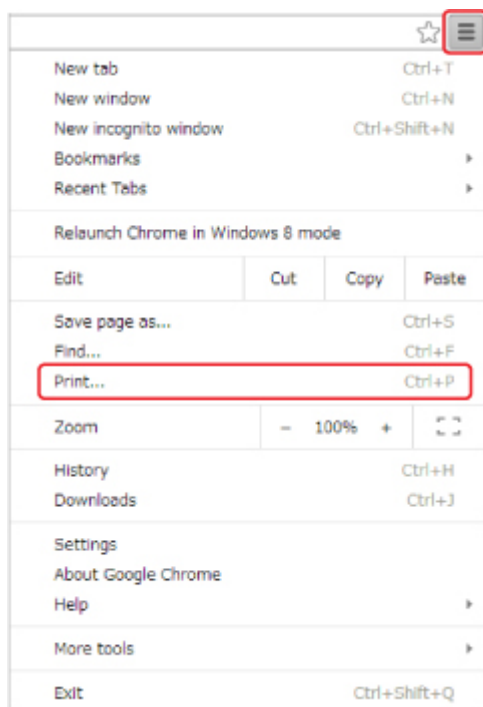 New tab Ctrl+T
New window Ctrl+N
New incognito window Ctrl+Shift+N
Bookmarks
Recent Tabs
Relaunch Chrome in Windows 8 mode
Edit Cut Copy Paste
Save page as... Ctrl+S
Find... Ctrl+F
Print... Ctrl+P
Zoom − 100% +
History Ctrl+H
Downloads Ctrl+J
Settings
About Google Chrome
Help
More tools
Exit Ctrl+Shift+Q